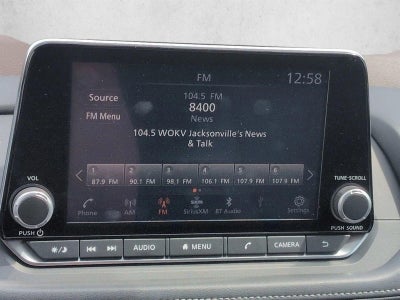 FM
12:58
Source
104.5 FM
8400
News
FM Menu
104.5 WOKV Jacksonville's News
& Talk
1 2 3 4 5 6
87.9 FM 90.1 FM 98.1 FM 106.1 FM 107.9 FM 107.9 FM
Phone AM FM SiriusXM BT Audio Settings
VOL
PUSH
TUNE·SCROLL
PUSH SOUND
AUDIO MENU CAMERA